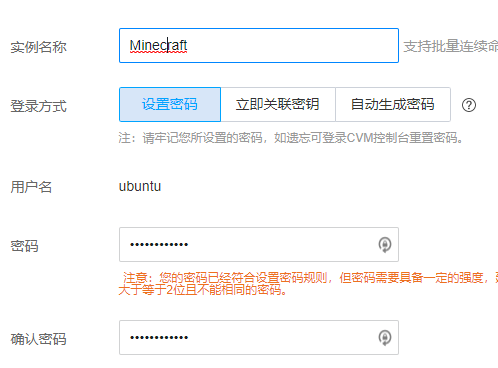 实例名称 Minecraft 支持批量连续命
登录方式 设置密码 立即关联密钥 自动生成密码 ?
注：请牢记您所设置的密码，如遗忘可登录CVM控制台重置密码。
用户名 ubuntu
密码 ••••••••••••
注意：您的密码已经符合设置密码规则，但密码需要具备一定的强度，
大于等于2位且不能相同的密码。
确认密码 ••••••••••••